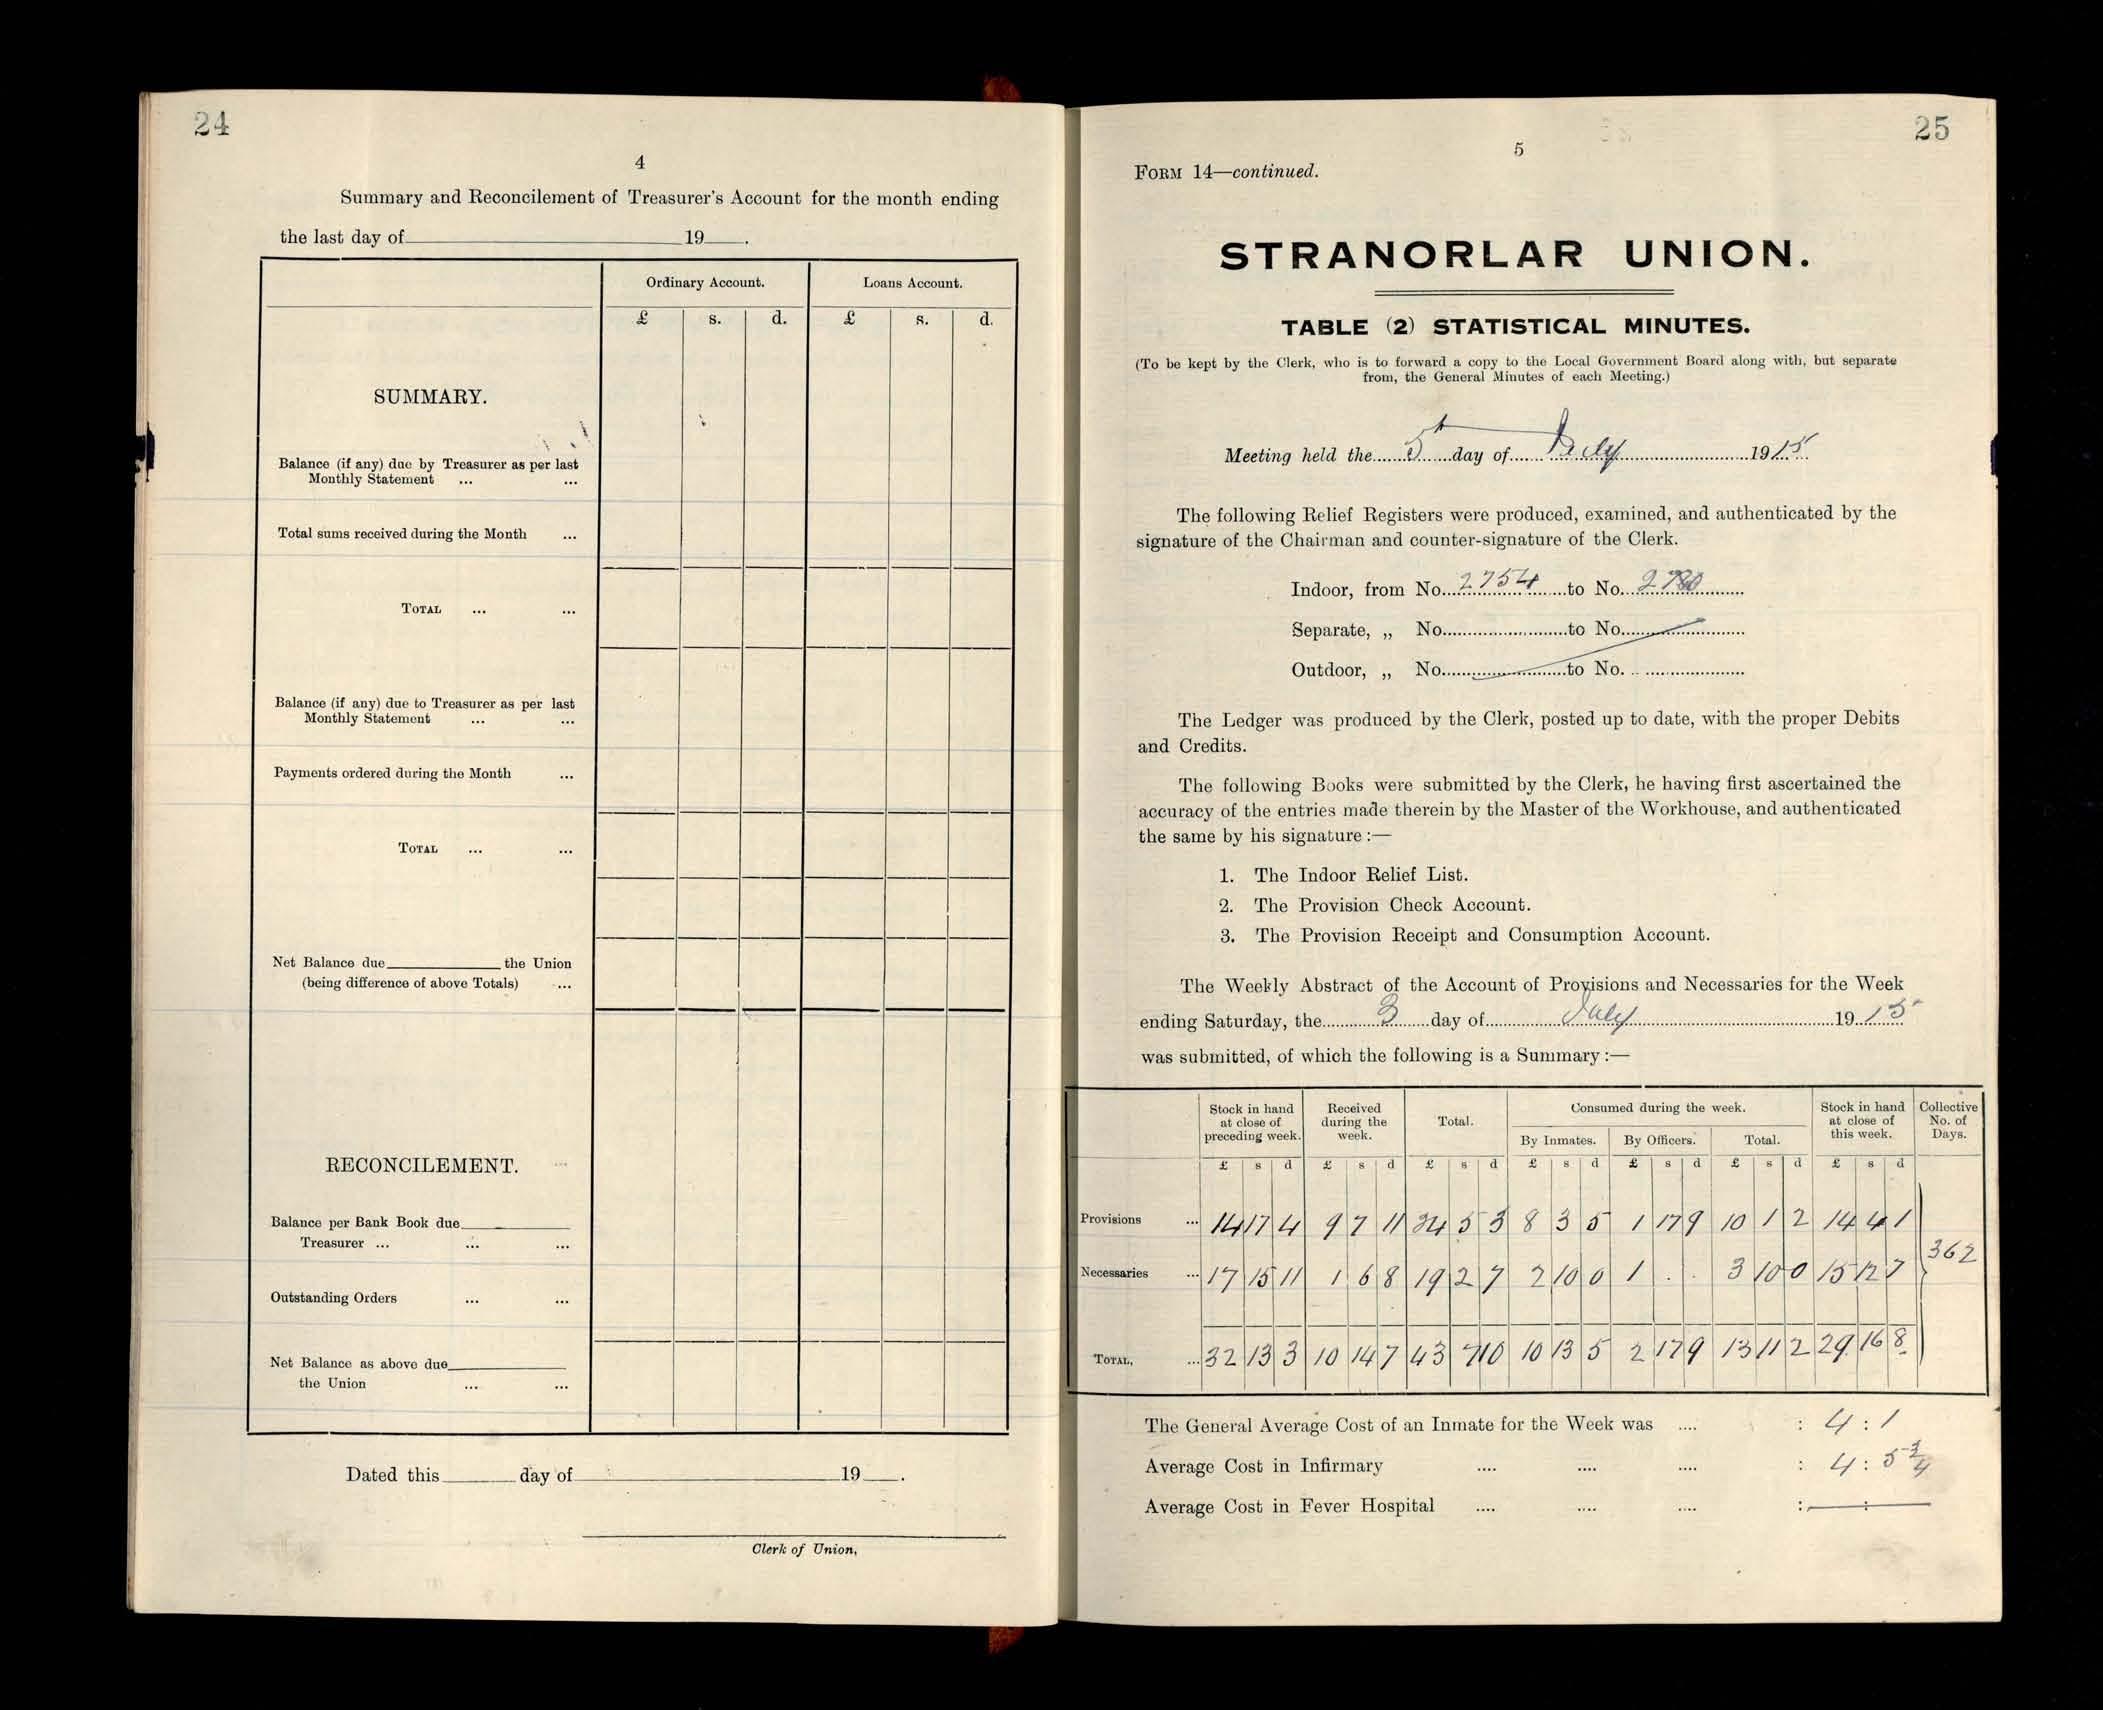 24
4
Summary and Reconcilement of Treasurer's Account for the month ending
the last day of 19 .
Ordinary Account. Loans Account.
£ s. d. £ s. d.
SUMMARY.
Balance (if any) due by Treasurer as per last
Monthly Statement ... ...
Total sums received during the Month ...
TOTAL ... ...
Balance (if any) due to Treasurer as per last
Monthly Statement ... ...
Payments ordered during the Month ...
TOTAL ... ...
Net Balance due the Union
(being difference of above Totals) ...
RECONCILEMENT.
Balance per Bank Book due
Treasurer ... ... ...
Outstanding Orders ... ...
Net Balance as above due
the Union ... ...
Dated this day of 19 .
Clerk of Union,
25
5
FORM 14—continued.
STRANORLAR UNION.
TABLE (2) STATISTICAL MINUTES.
(To be kept by the Clerk, who is to forward a copy to the Local Government Board along with, but separate
from, the General Minutes of each Meeting.)
Meeting held the 5th day of July 1915
The following Relief Registers were produced, examined, and authenticated by the
signature of the Chairman and counter-signature of the Clerk.
Indoor, from No. 2754 to No. 2780
Separate, „ No. to No.
Outdoor, „ No. to No.
The Ledger was produced by the Clerk, posted up to date, with the proper Debits
and Credits.
The following Books were submitted by the Clerk, he having first ascertained the
accuracy of the entries made therein by the Master of the Workhouse, and authenticated
the same by his signature :—
1. The Indoor Relief List.
2. The Provision Check Account.
3. The Provision Receipt and Consumption Account.
The Weekly Abstract of the Account of Provisions and Necessaries for the Week
ending Saturday, the 3 day of July 1915
was submitted, of which the following is a Summary :—
Stock in hand at close of preceding week. Received during the week. Total. Consumed during the week. Stock in hand at close of this week. Collective No. of Days.
By Inmates. By Officers. Total.
£ s d £ s d £ s d £ s d £ s d £ s d £ s d
Provisions ... 14 17 4 9 7 11 24 5 3 8 3 5 1 17 9 10 1 2 14 4 1
362
Necessaries ... 17 15 11 1 6 8 19 2 7 2 10 0 1 . . 3 10 0 15 12 7
TOTAL, ... 32 13 3 10 14 7 43 7 10 10 13 5 2 17 9 13 11 2 29 16 8
The General Average Cost of an Inmate for the Week was .... : 4 : 1
Average Cost in Infirmary .... .... .... : 4 : 5 3/4
Average Cost in Fever Hospital .... .... .... : :